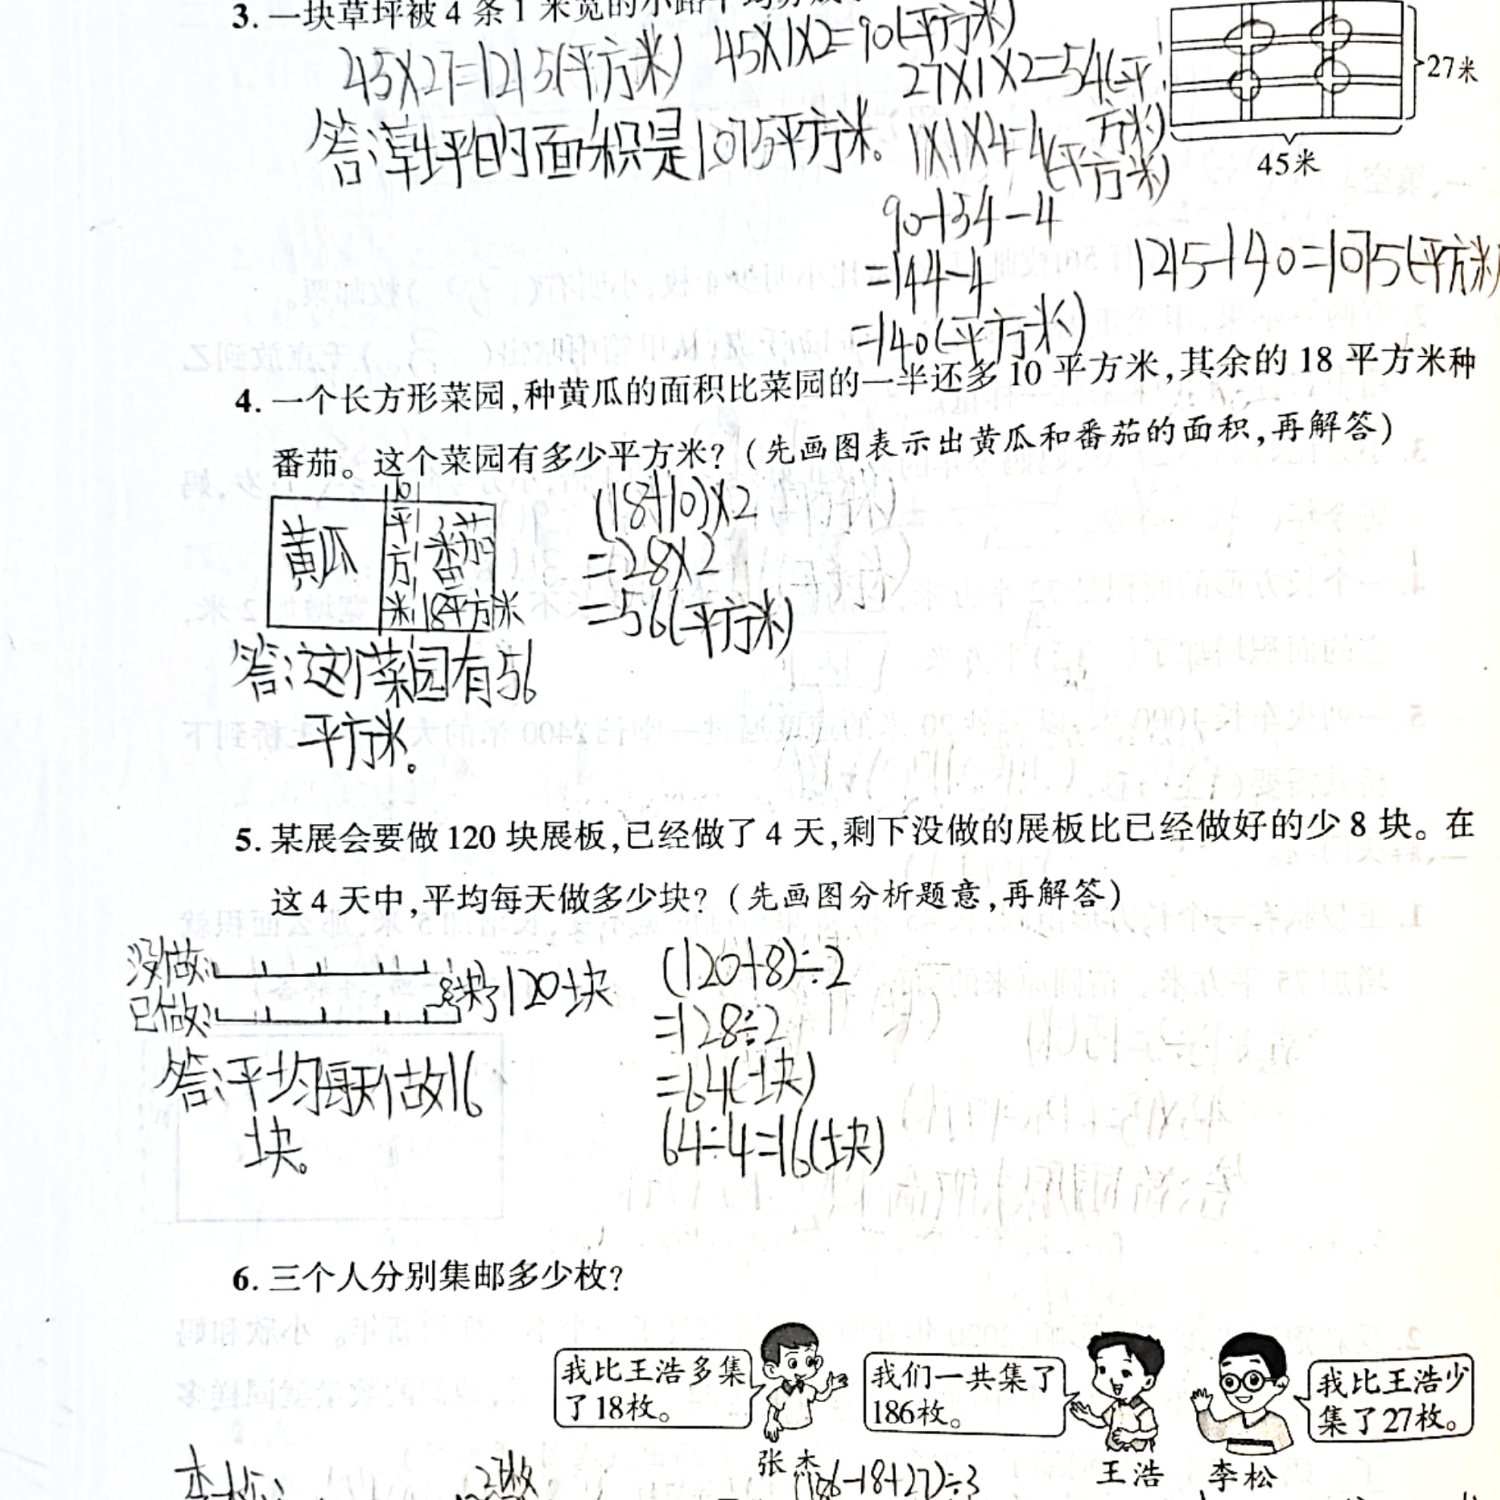 3. 一块草坪被4条1米宽的小路平均分成
45×27=1215(平方米) 45×1×2=90(平方米)
27×1×2=54(平方米)
答:草坪的面积是1075平方米。 1×1×4=4(平方米)
27米
45米
90+54-4
=144-4
=140(平方米)
1215-140=1075(平方米)
4. 一个长方形菜园,种黄瓜的面积比菜园的一半还多10平方米,其余的18平方米种
番茄。这个菜园有多少平方米?(先画图表示出黄瓜和番茄的面积,再解答)
黄瓜 10平方米 番茄 18平方米
(18+10)×2
=28×2
=56(平方米)
答:这个菜园有56
平方米。
5. 某展会要做120块展板,已经做了4天,剩下没做的展板比已经做好的少8块。在
这4天中,平均每天做多少块?(先画图分析题意,再解答)
没做:
已做:
8块 120块
(120+8)÷2
=128÷2
=64(块)
64÷4=16(块)
答:平均每天做16
块。
6. 三个人分别集邮多少枚?
我比王浩多集
了18枚。
我们一共集了
186枚。
我比王浩少
集了27枚。
张杰
王浩
李松
(186-18+27)÷3